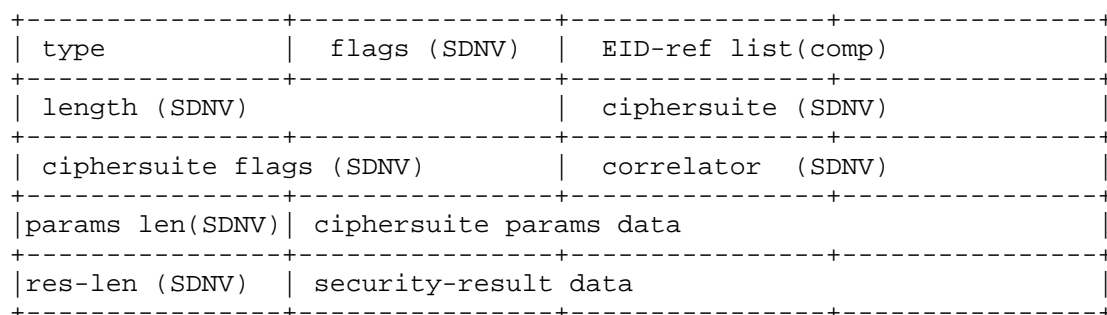 +----------------+----------------+----------------+----------------+
| type           |  flags (SDNV)  |  EID-ref list(comp)             |
+----------------+----------------+----------------+----------------+
| length (SDNV)                   |  ciphersuite (SDNV)             |
+----------------+----------------+----------------+----------------+
| ciphersuite flags (SDNV)        |  correlator  (SDNV)             |
+----------------+----------------+----------------+----------------+
|params len(SDNV)| ciphersuite params data                          |
+----------------+----------------+----------------+----------------+
|res-len (SDNV)  | security-result data                             |
+----------------+----------------+----------------+----------------+